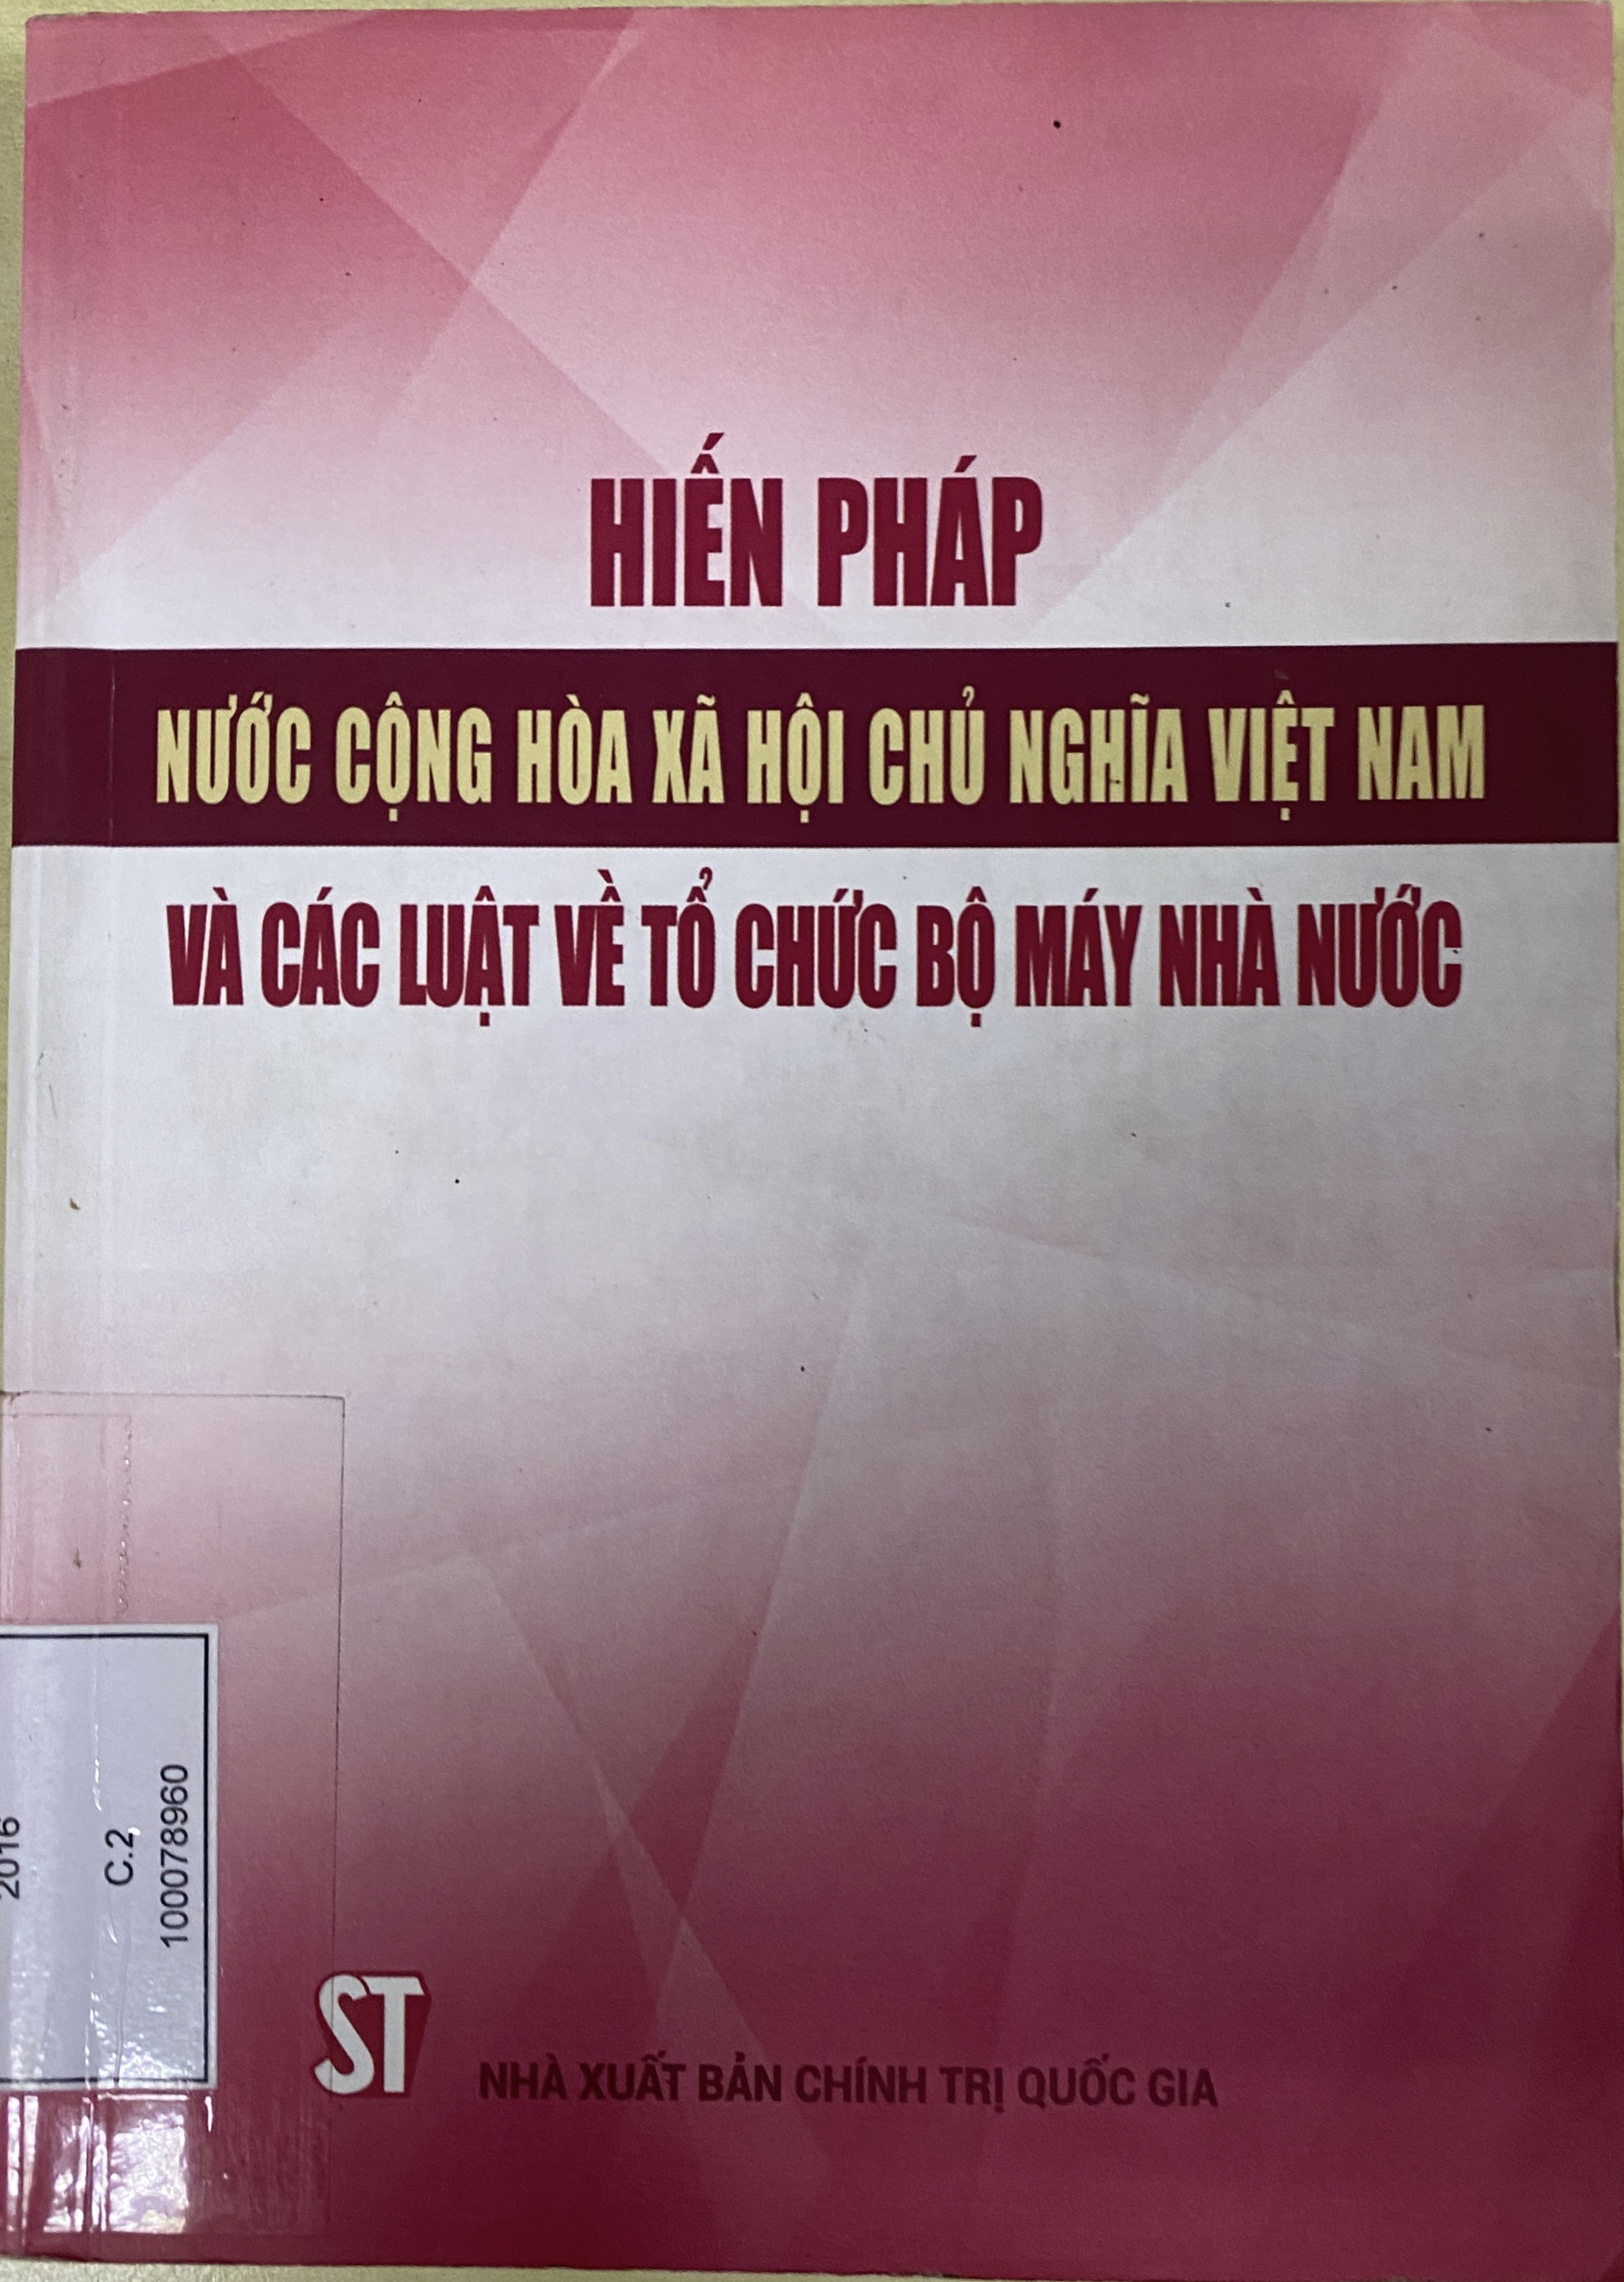 HIẾN PHÁP
NƯỚC CỘNG HÒA XÃ HỘI CHỦ NGHĨA VIỆT NAM
VÀ CÁC LUẬT VỀ TỔ CHỨC BỘ MÁY NHÀ NƯỚC
2016
C.2
100078960
ST
NHÀ XUẤT BẢN CHÍNH TRỊ QUỐC GIA